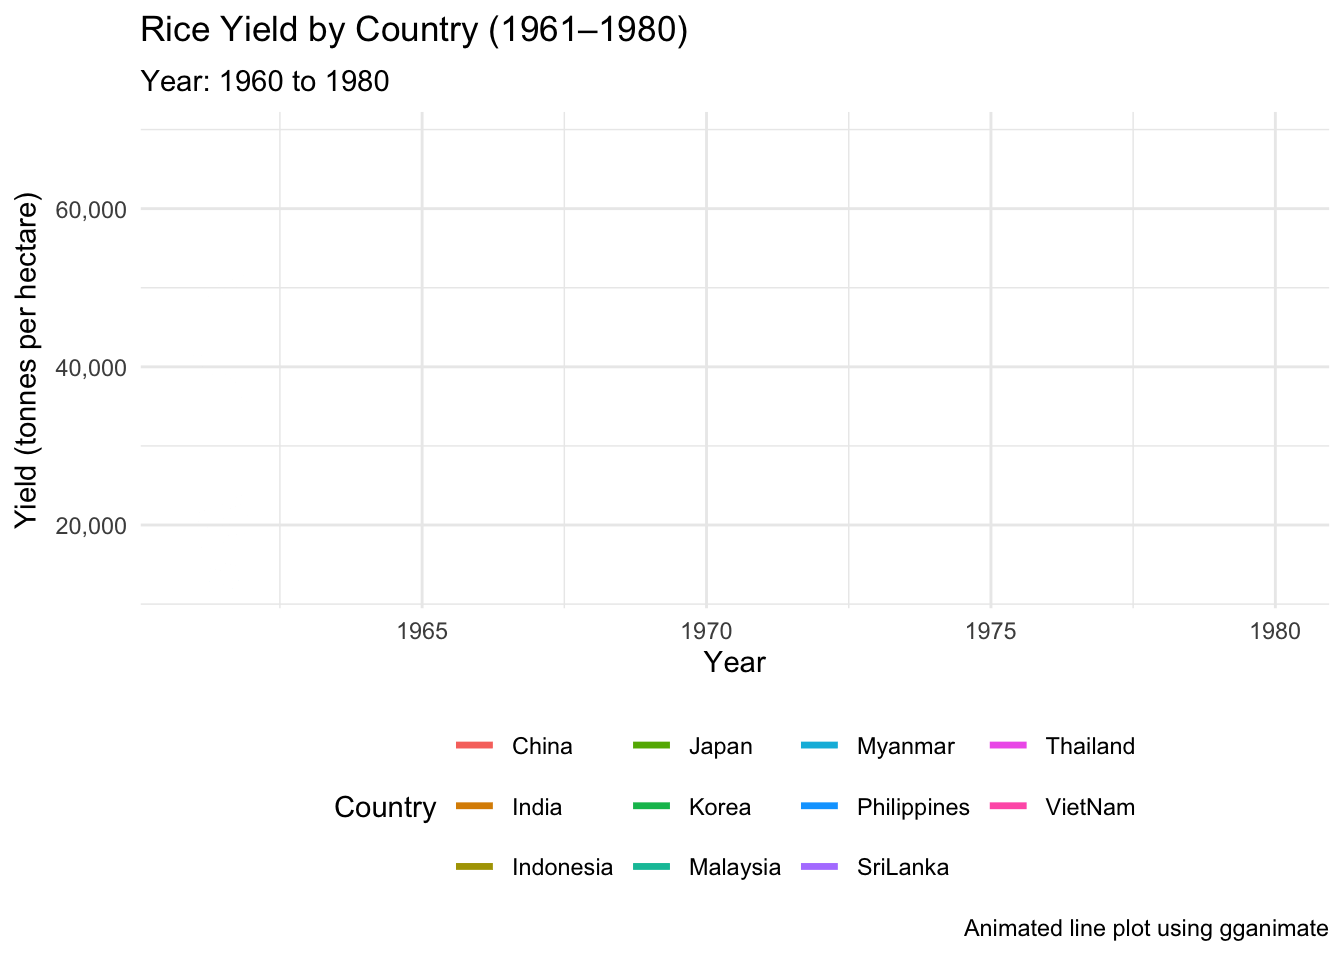 Rice Yield by Country (1961–1980)
Year: 1960 to 1980
Yield (tonnes per hectare)
60,000
40,000
20,000
1965 1970 1975 1980
Year
Country
China Japan Myanmar Thailand
India Korea Philippines VietNam
Indonesia Malaysia SriLanka
Animated line plot using gganimate